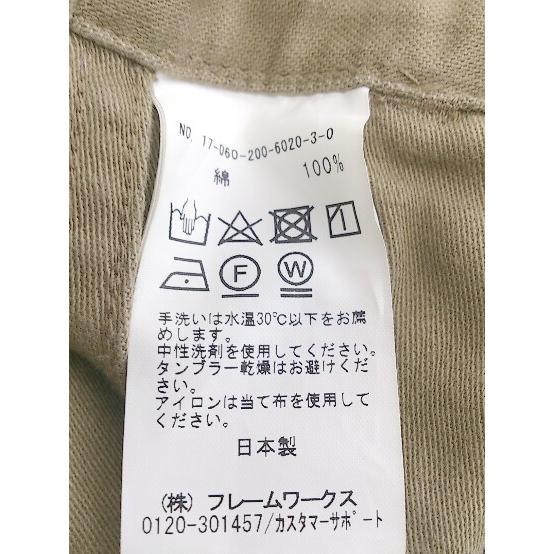 NO. 17-060-200-6020-3-0
綿 100%
F W
手洗いは水温30℃以下をお薦
めします。
中性洗剤を使用してください。
タンブラー乾燥はお避けくだ
さい。
アイロンは当て布を使用して
ください。
日本製
(株) フレームワークス
0120-301457/カスタマーサポート